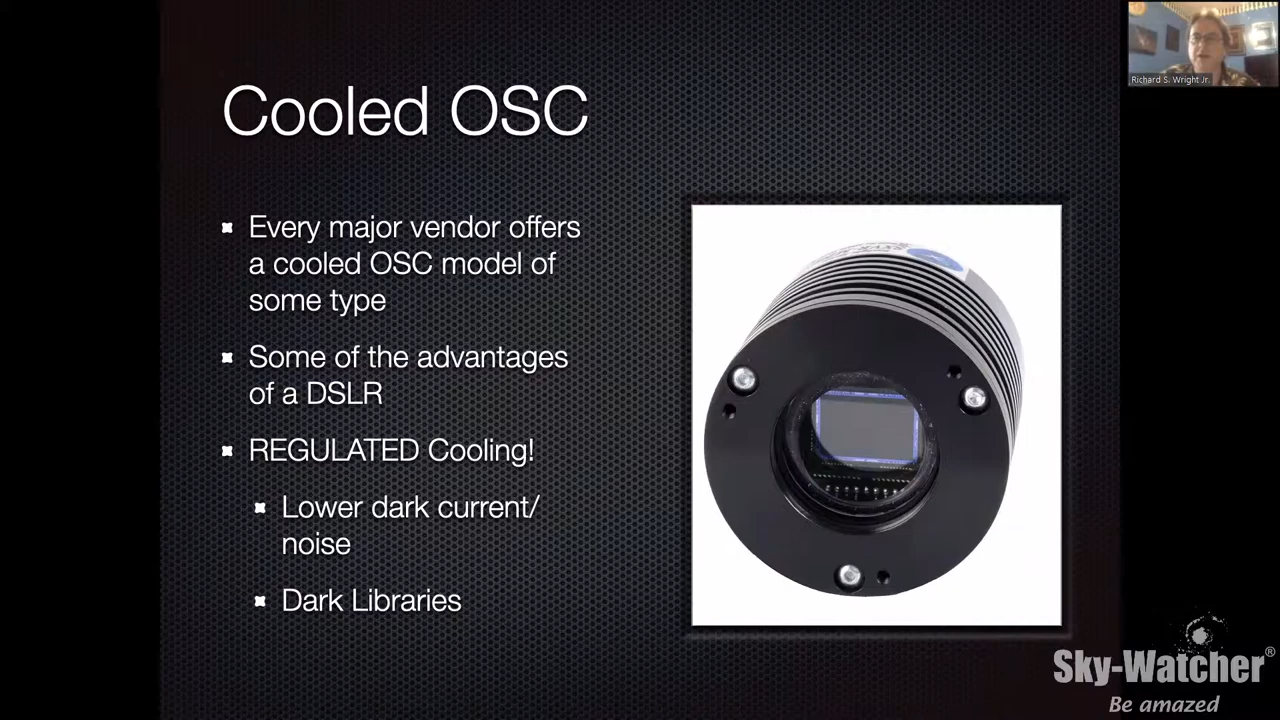 Cooled OSC
Every major vendor offers
a cooled OSC model of
some type
Some of the advantages
of a DSLR
REGULATED Cooling!
Lower dark current/
noise
Dark Libraries
Richard S. Wright Jr.
Sky-Watcher®
Be amazed